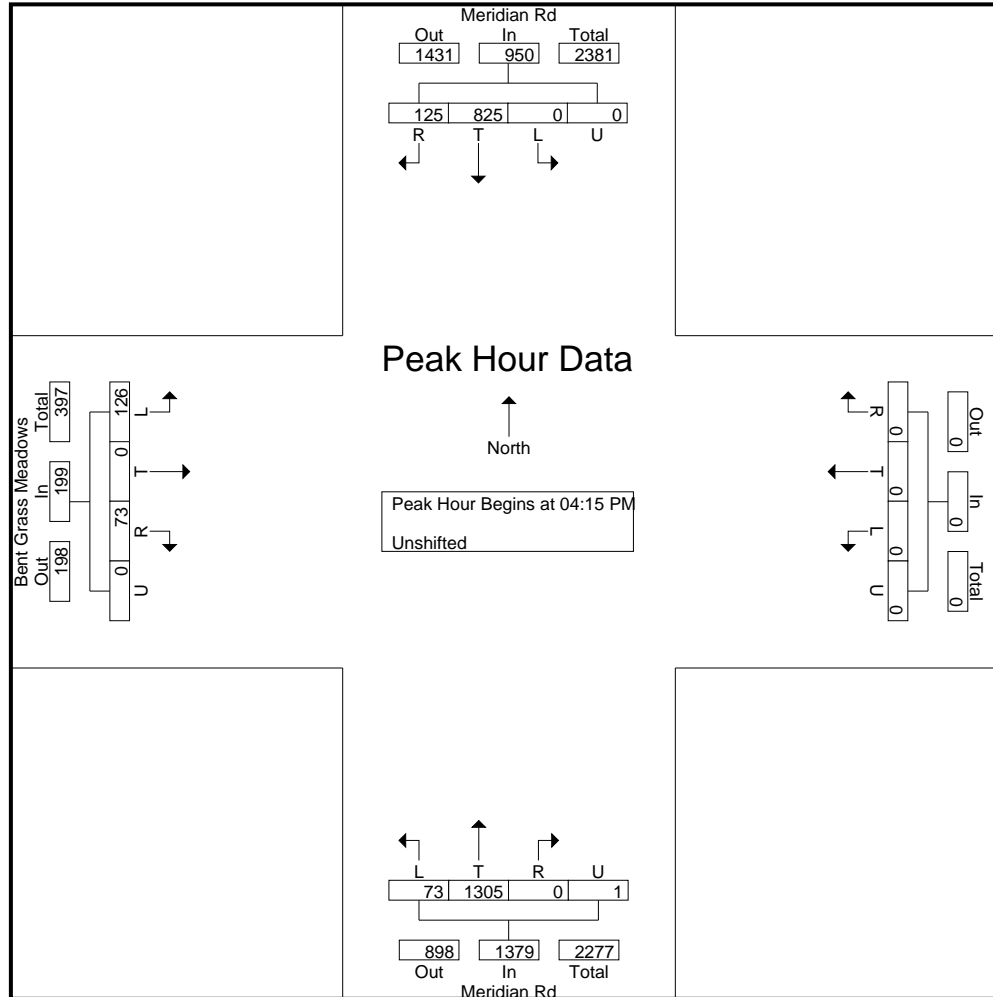 Meridian Rd
Out In Total
1431 950 2381
125 825 0 0
R T L U
Peak Hour Data
North
Peak Hour Begins at 04:15 PM
Unshifted
Bent Grass Meadows
Out In Total
198 199 397
126 0 73 0
L T R U
R T L U
0 0 0 0
Out In Total
0 0 0
L T R U
73 1305 0 1
898 1379 2277
Out In Total
Meridian Rd